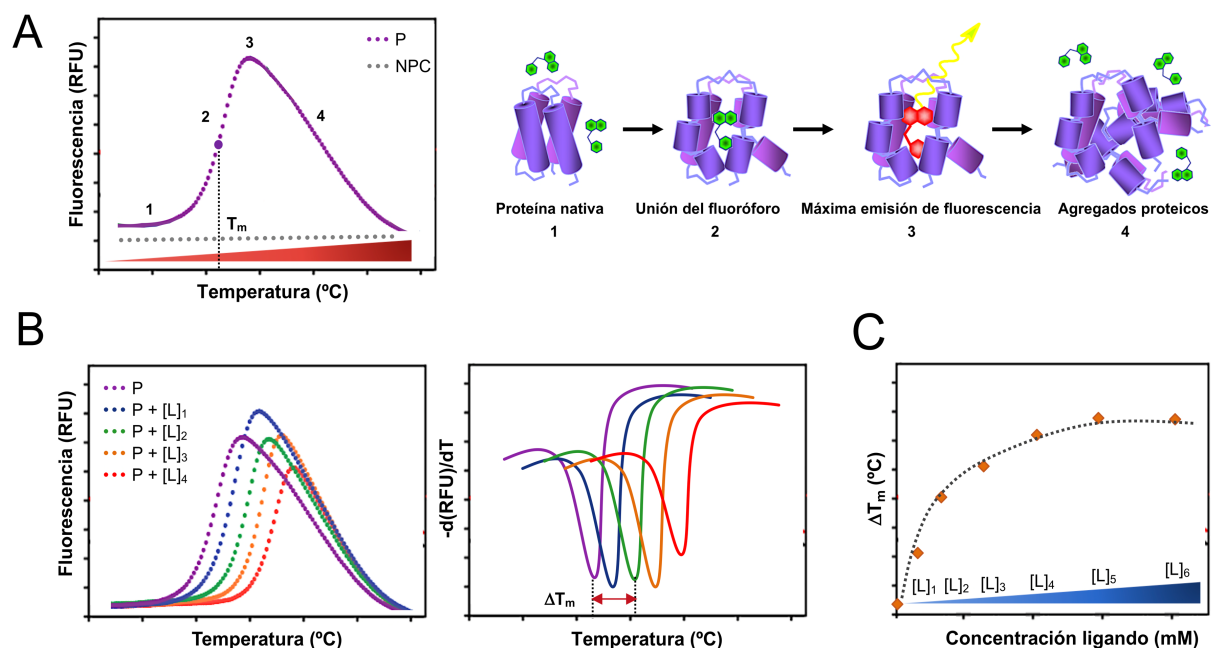 A
Fluorescencia (RFU)
3
P
NPC
2
4
1
Tm
Temperatura (ºC)
Proteína nativa
1
Unión del fluoróforo
2
Máxima emisión de fluorescencia
3
Agregados proteicos
4
B
Fluorescencia (RFU)
P
P + [L]1
P + [L]2
P + [L]3
P + [L]4
Temperatura (ºC)
-d(RFU)/dT
ΔTm
Temperatura (ºC)
C
ΔTm (ºC)
[L]1 [L]2 [L]3 [L]4 [L]5 [L]6
Concentración ligando (mM)